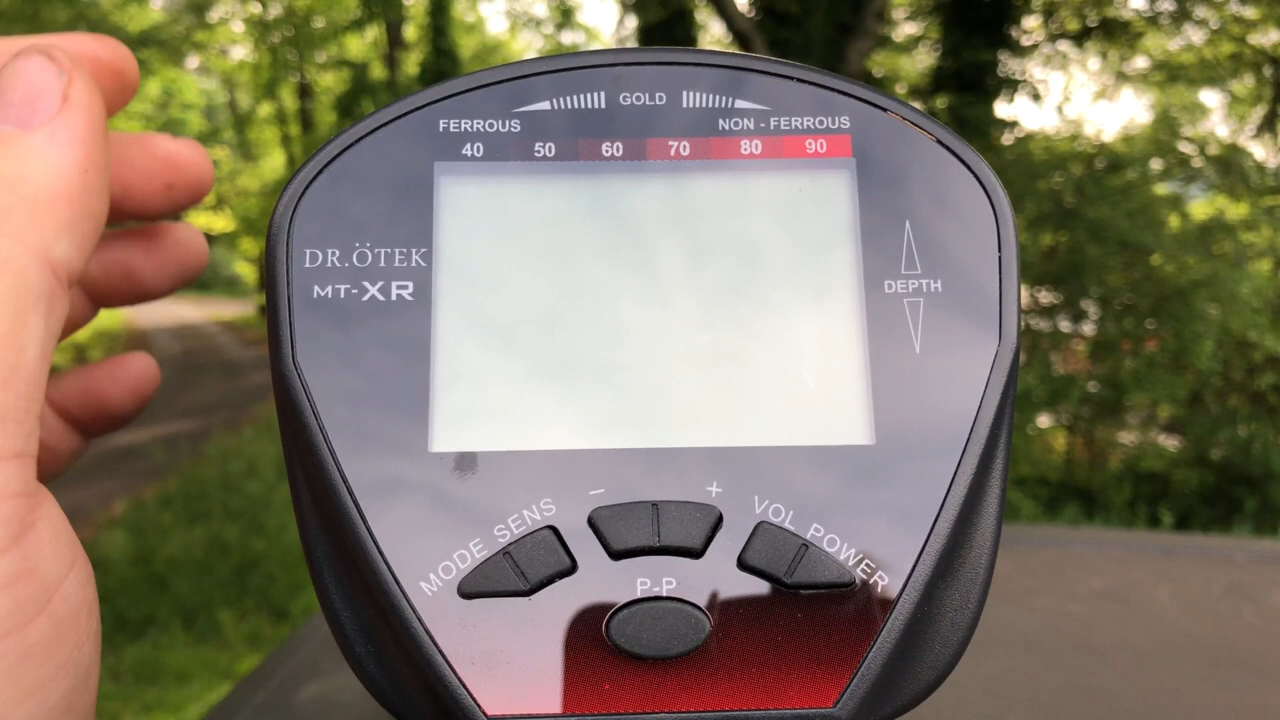 GOLD
FERROUS NON - FERROUS
40 50 60 70 80 90
DR.ÖTEK
MT-XR
DEPTH
- +
MODE SENS VOL POWER
P-P